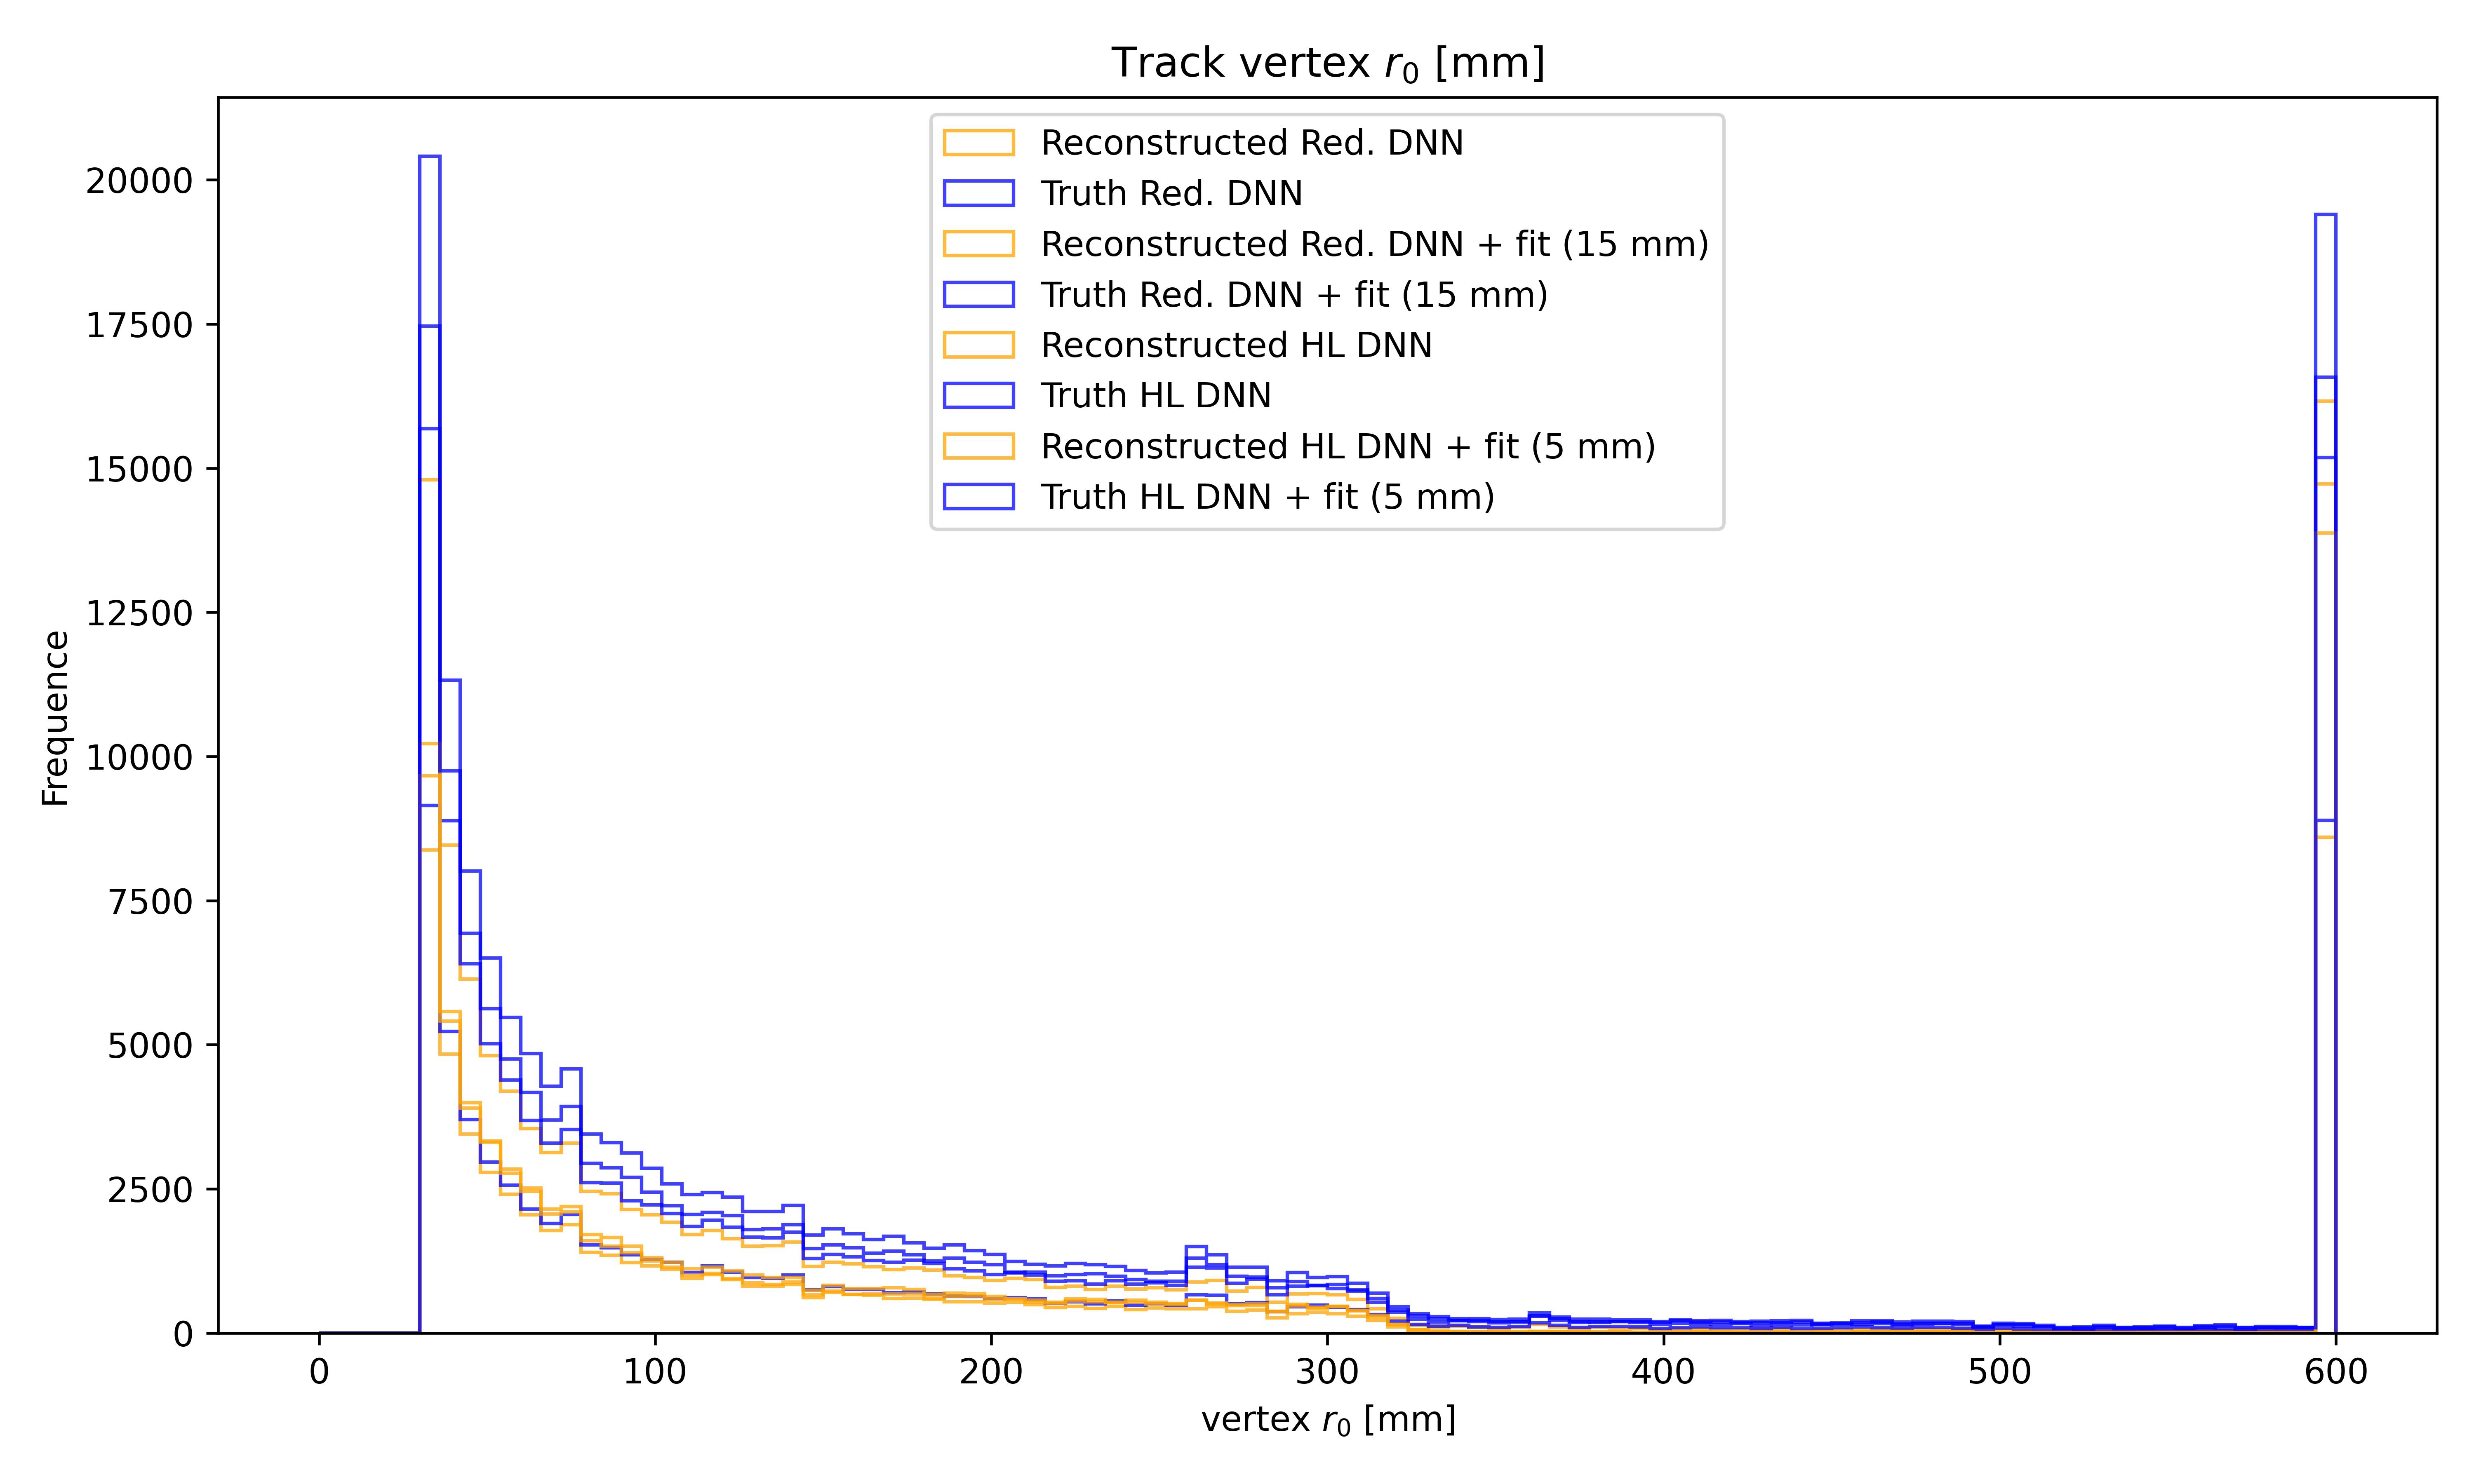 Track vertex r₀ [mm]
Reconstructed Red. DNN
Truth Red. DNN
Reconstructed Red. DNN + fit (15 mm)
Truth Red. DNN + fit (15 mm)
Reconstructed HL DNN
Truth HL DNN
Reconstructed HL DNN + fit (5 mm)
Truth HL DNN + fit (5 mm)
Frequence
20000
17500
15000
12500
10000
7500
5000
2500
0
0 100 200 300 400 500 600
vertex r₀ [mm]